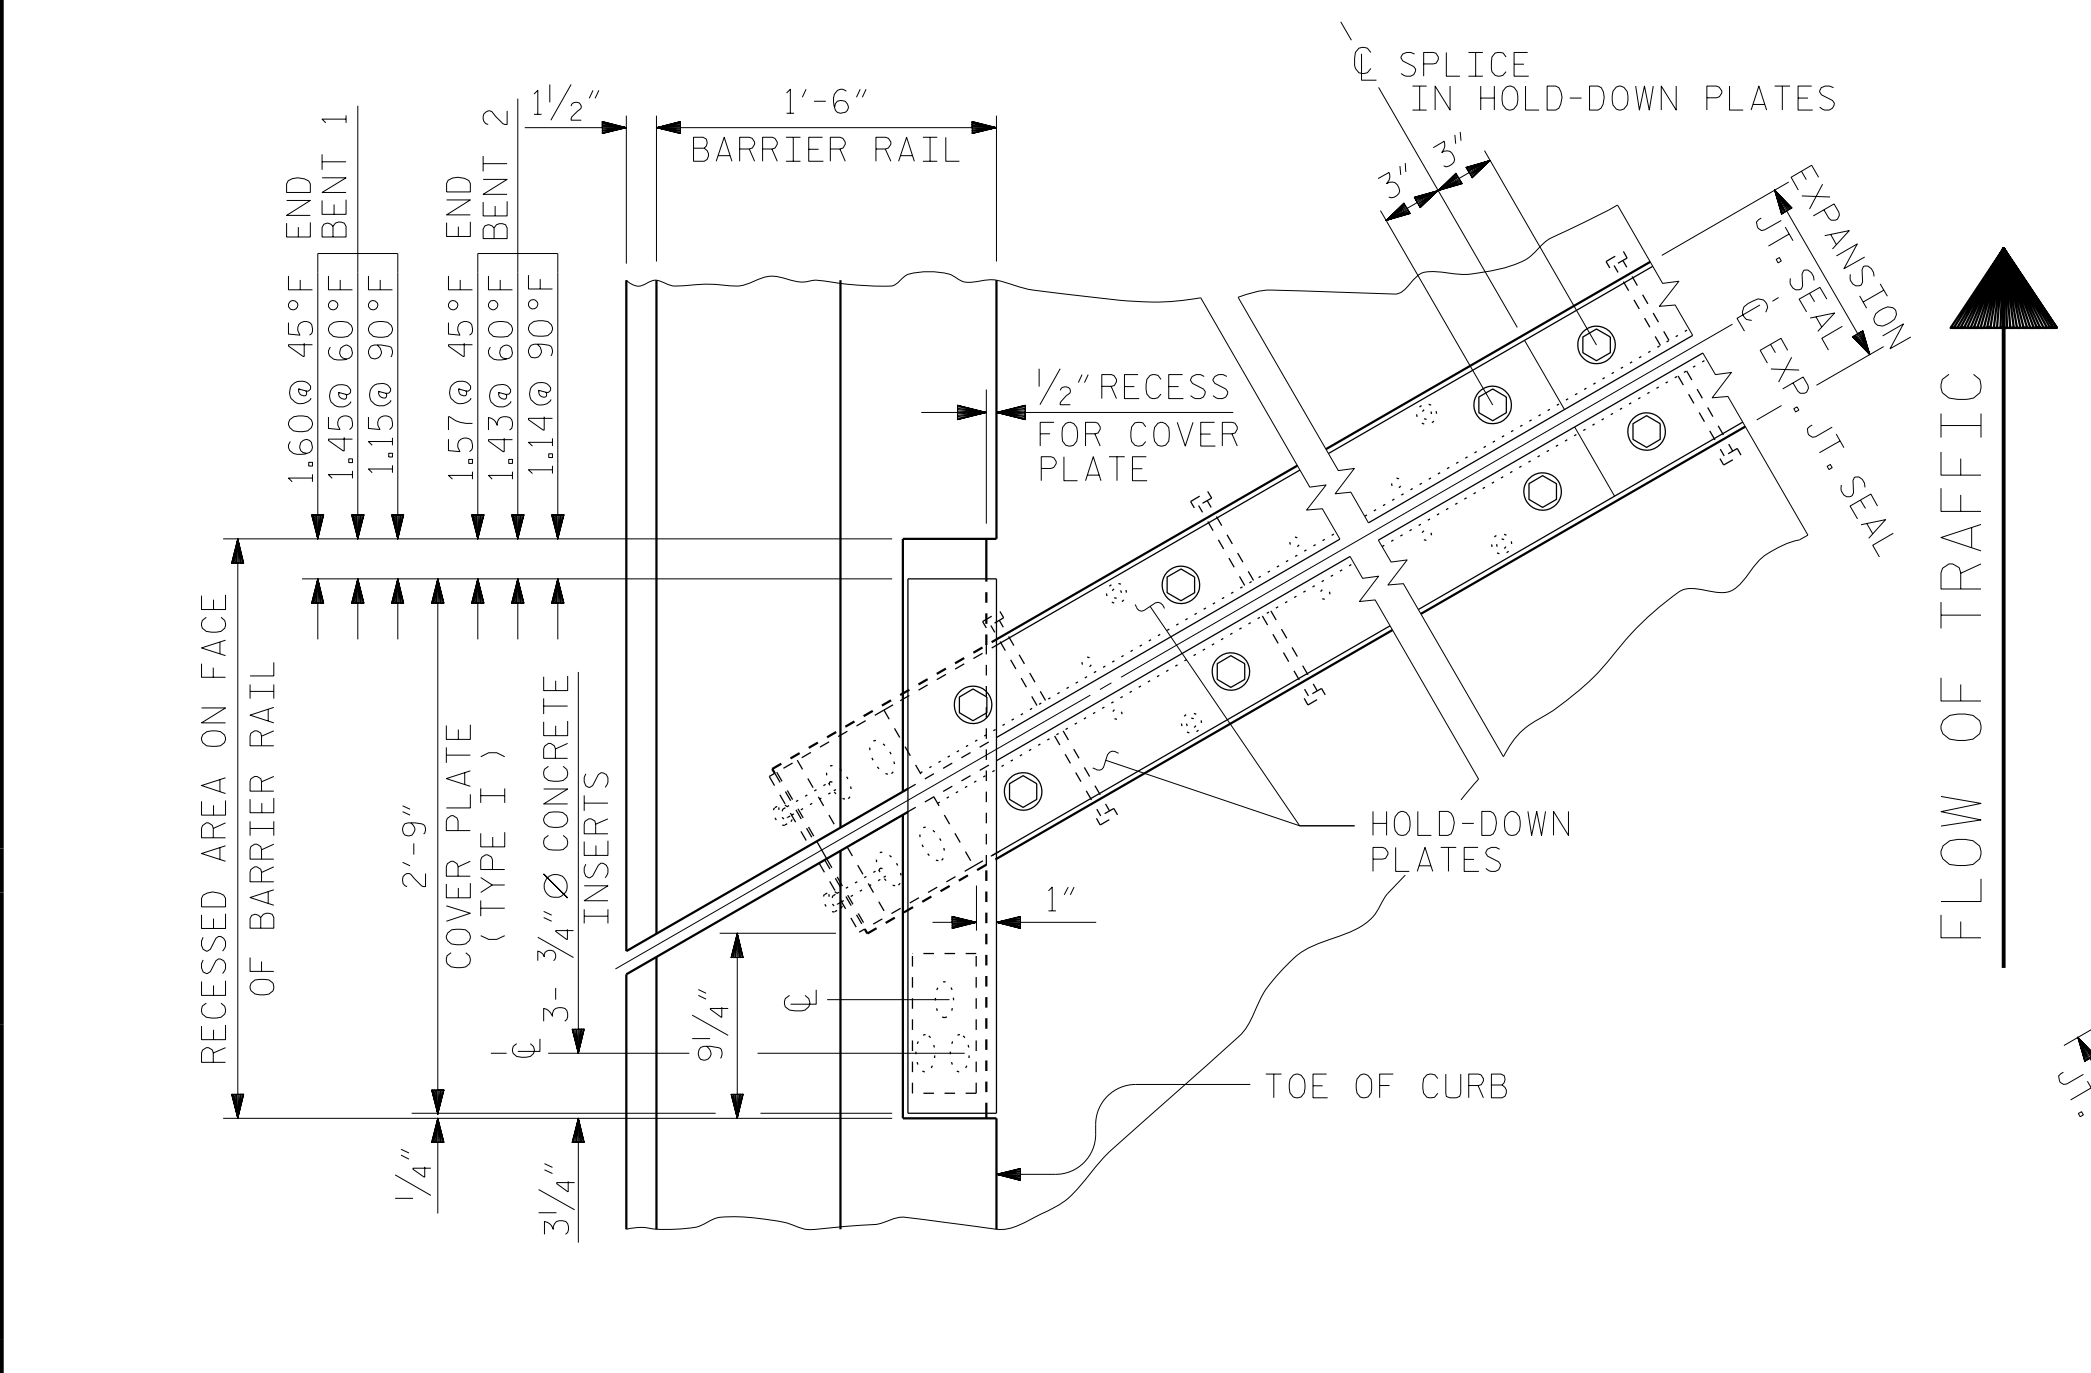 ℄ SPLICE
IN HOLD-DOWN PLATES
1½"
1'-6"
BARRIER RAIL
3"
3"
EXPANSION
JT. SEAL
℄ EXP. JT. SEAL
END
BENT 1
1.60@ 45°F
1.45@ 60°F
1.15@ 90°F
END
BENT 2
1.57@ 45°F
1.43@ 60°F
1.14@ 90°F
½" RECESS
FOR COVER
PLATE
FLOW OF TRAFFIC
RECESSED AREA ON FACE
OF BARRIER RAIL
2'-9"
COVER PLATE
( TYPE I )
℄ 3- ¾" Ø CONCRETE
INSERTS
HOLD-DOWN
PLATES
1"
℄
9¼"
TOE OF CURB
¼"
3¼"
JT.